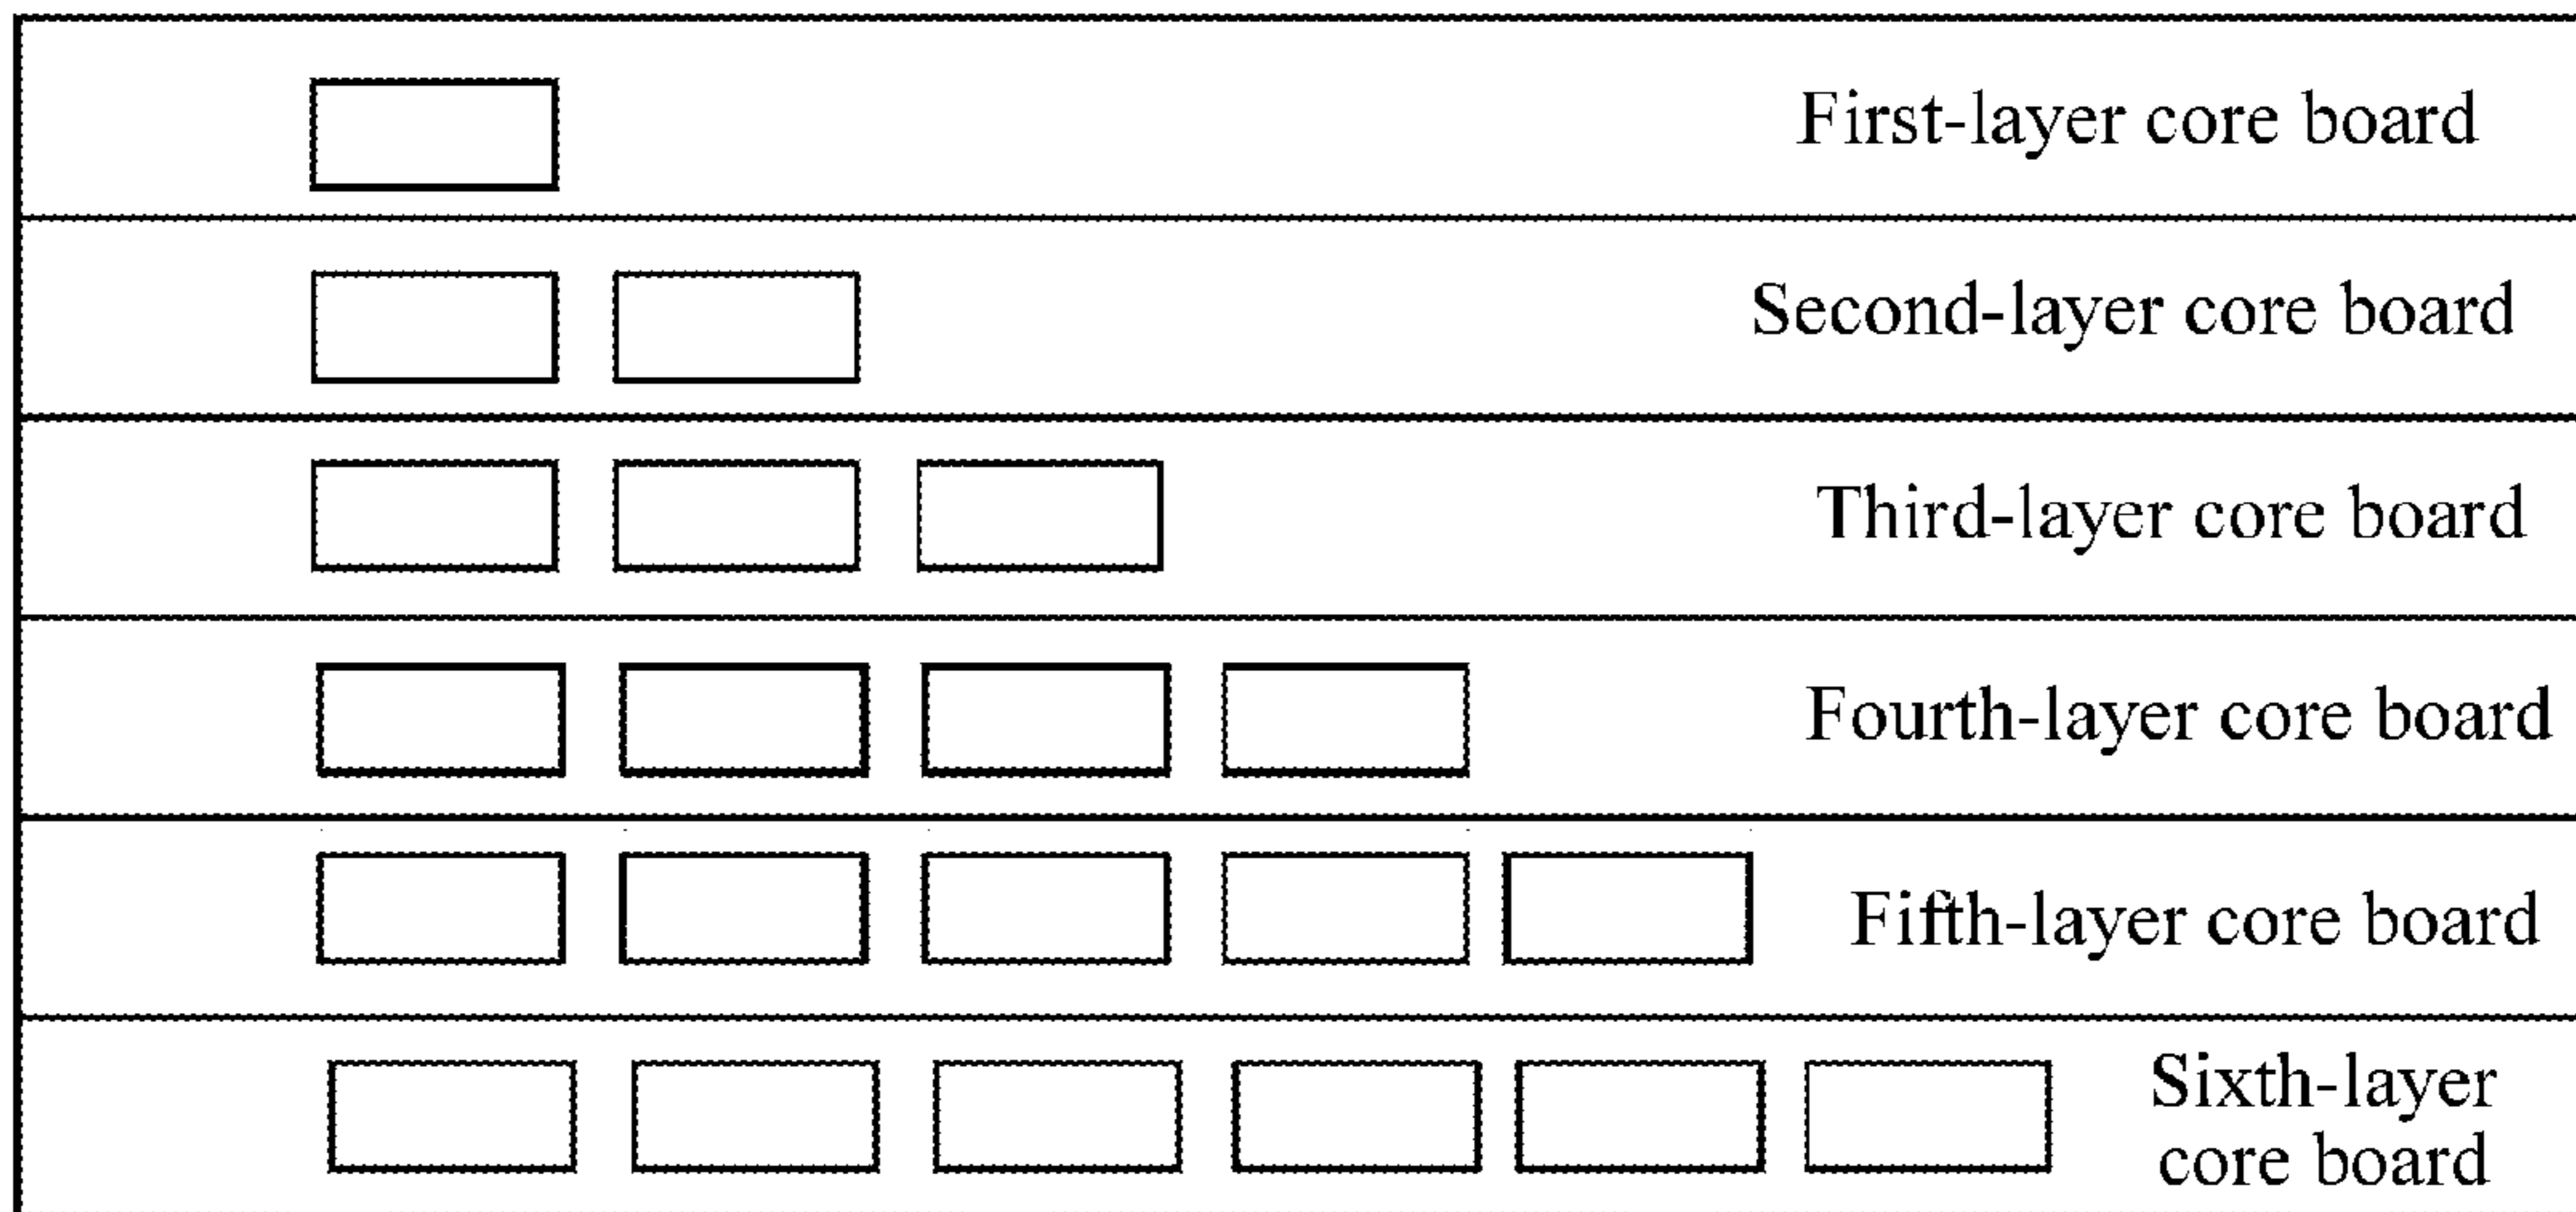 First-layer core board
Second-layer core board
Third-layer core board
Fourth-layer core board
Fifth-layer core board
Sixth-layer
core board